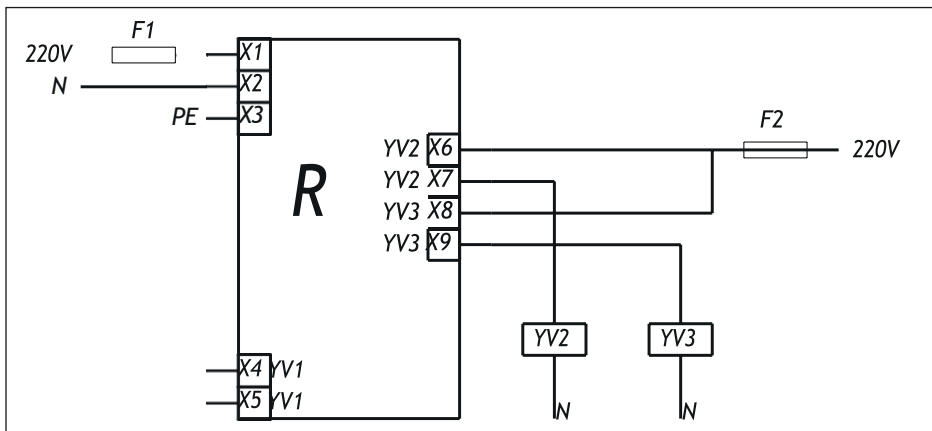 F1
220V
X1
N
X2
PE
X3
F2
YV2 X6
220V
YV2 X7
R
YV3 X8
YV3 X9
YV2
YV3
X4 YV1
X5 YV1
N
N